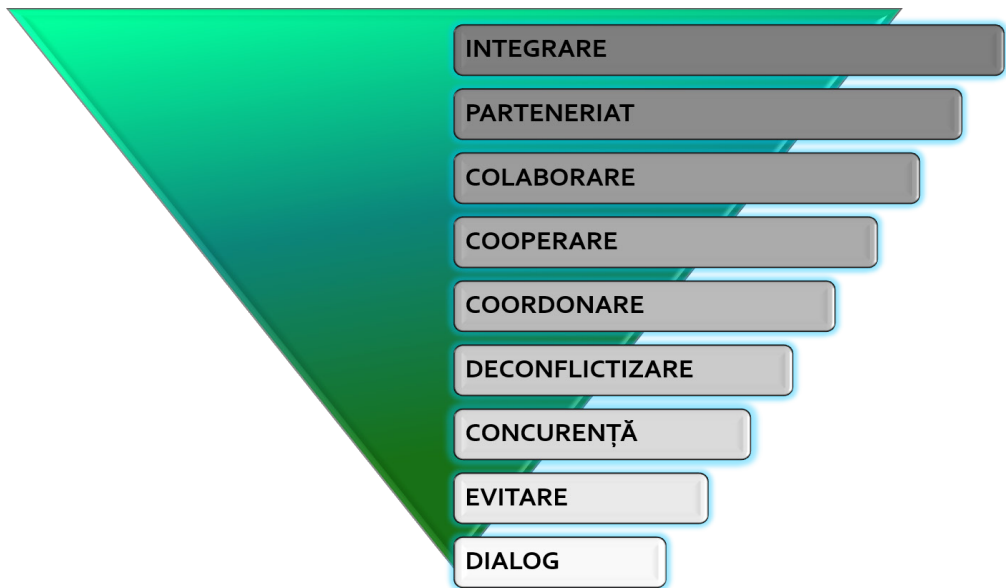 INTEGRARE
PARTENERIAT
COLABORARE
COOPERARE
COORDONARE
DECONFLICTIZARE
CONCURENȚĂ
EVITARE
DIALOG